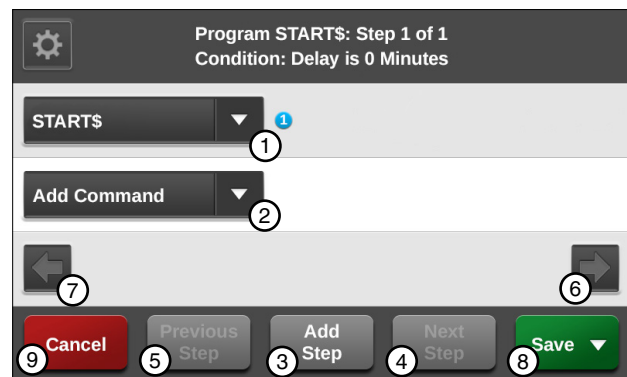 Program START$: Step 1 of 1
Condition: Delay is 0 Minutes
START$
1
1
Add Command
2
7
6
Cancel
9
Previous
Step
5
Add
Step
3
Next
Step
4
Save
8